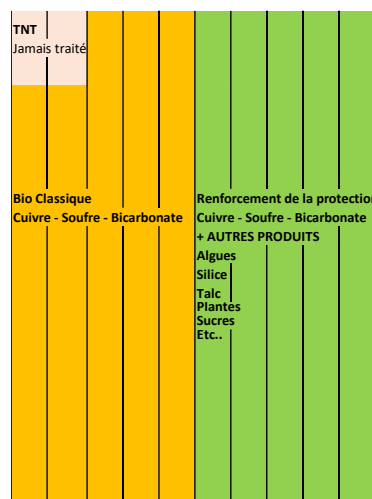 TNT
Jamais traité
Bio Classique
Cuivre - Soufre - Bicarbonate
Renforcement de la protection
Cuivre - Soufre - Bicarbonate
+ AUTRES PRODUITS
Algues
Silice
Talc
Plantes
Sucres
Etc..